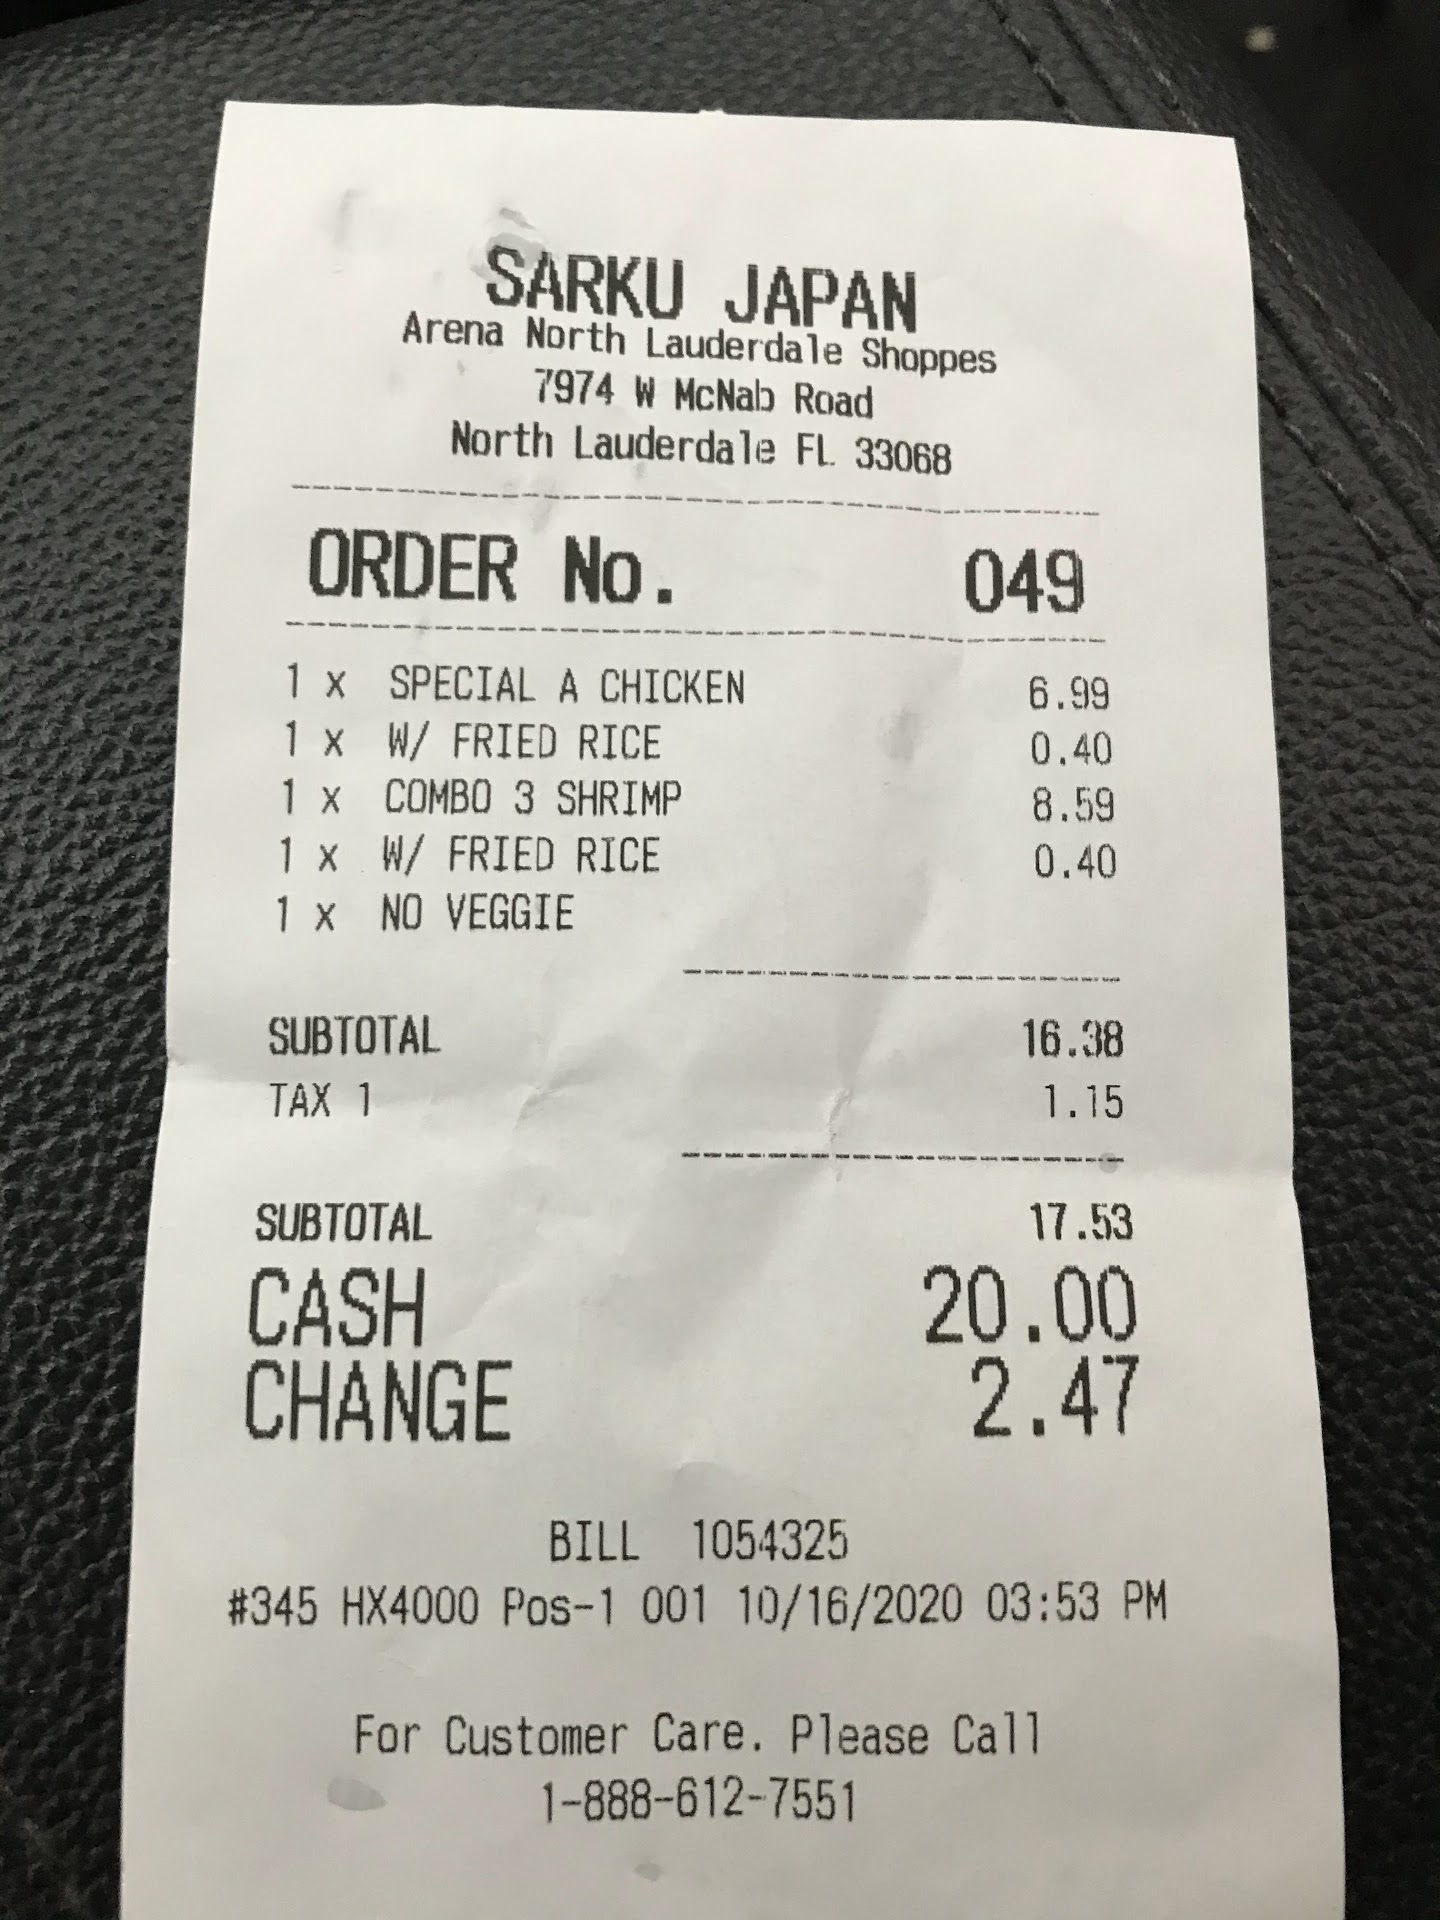 SARKU JAPAN
Arena North Lauderdale Shoppes
7974 W McNab Road
North Lauderdale FL 33068
ORDER No. 049
1 x SPECIAL A CHICKEN 6.99
1 x W/ FRIED RICE 0.40
1 x COMBO 3 SHRIMP 8.59
1 x W/ FRIED RICE 0.40
1 x NO VEGGIE
SUBTOTAL 16.38
TAX 1 1.15
SUBTOTAL 17.53
CASH 20.00
CHANGE 2.47
BILL 1054325
#345 HX4000 Pos-1 001 10/16/2020 03:53 PM
For Customer Care. Please Call
1-888-612-7551